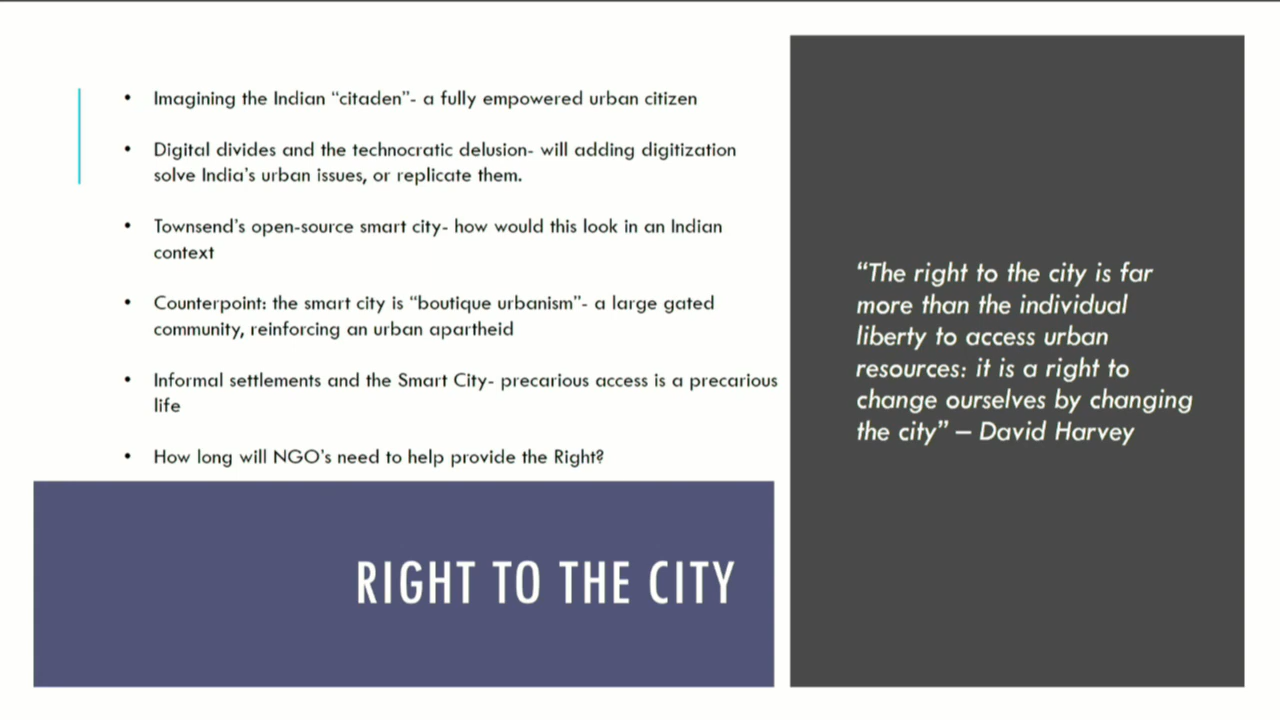 • Imagining the Indian “citaden”- a fully empowered urban citizen
• Digital divides and the technocratic delusion- will adding digitization
solve India’s urban issues, or replicate them.
• Townsend’s open-source smart city- how would this look in an Indian
context
• Counterpoint: the smart city is “boutique urbanism”- a large gated
community, reinforcing an urban apartheid
• Informal settlements and the Smart City- precarious access is a precarious
life
• How long will NGO’s need to help provide the Right?
RIGHT TO THE CITY
“The right to the city is far
more than the individual
liberty to access urban
resources: it is a right to
change ourselves by changing
the city” – David Harvey